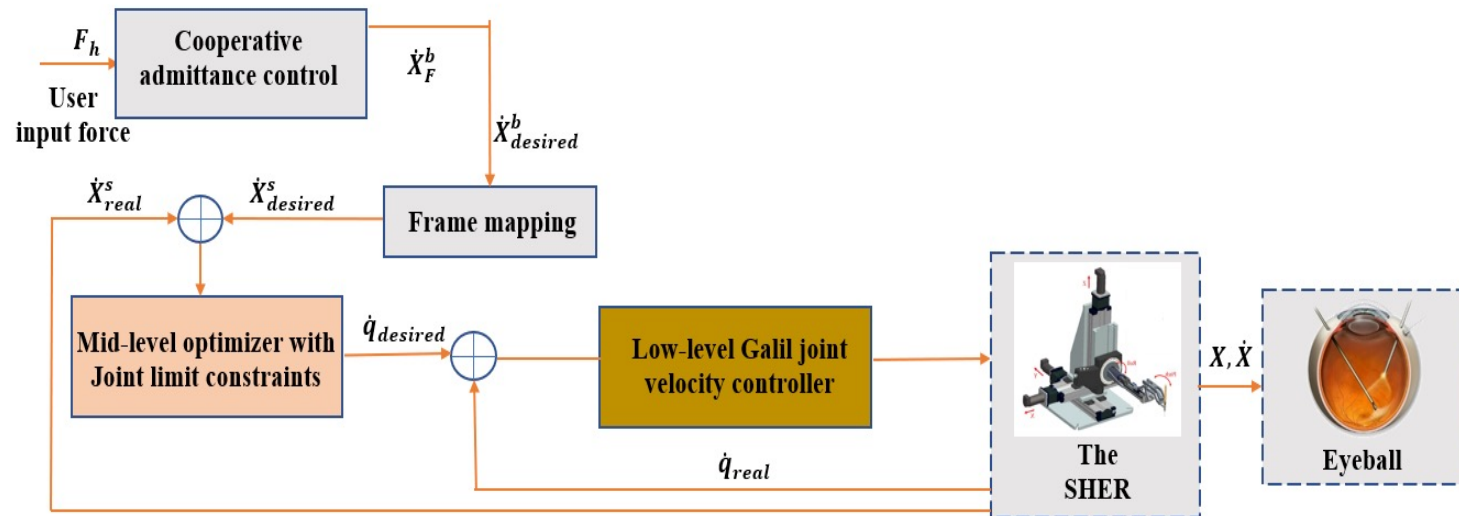 F_h
User
input force
Cooperative
admittance control
Ẋ_F^b
Ẋ_desired^b
Ẋ_real^s
Ẋ_desired^s
Frame mapping
Mid-level optimizer with
Joint limit constraints
q̇_desired
Low-level Galil joint
velocity controller
q̇_real
The
SHER
X, Ẋ
Eyeball